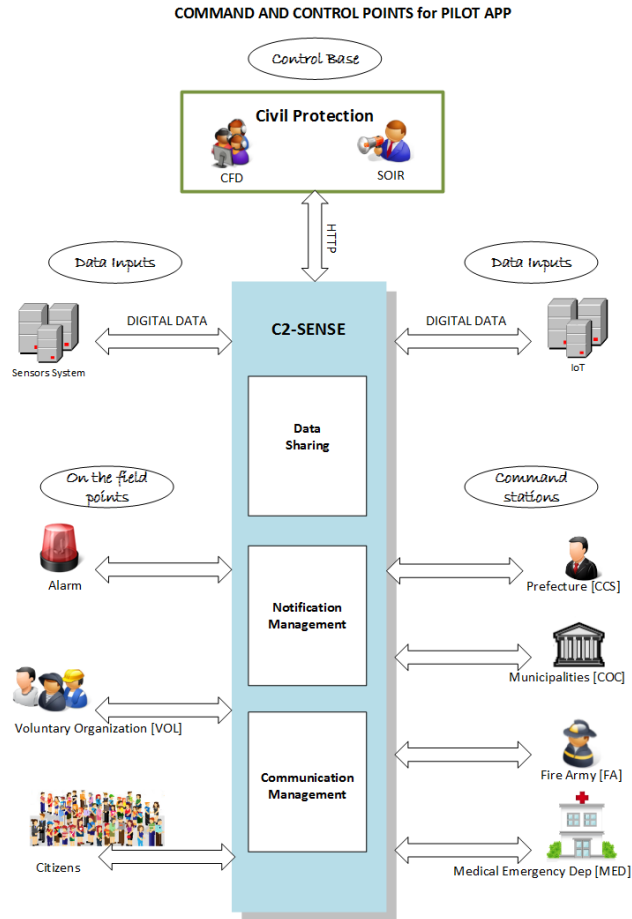 COMMAND AND CONTROL POINTS for PILOT APP
Control Base
Civil Protection
CFD
SOIR
HTTP
Data Inputs
Data Inputs
DIGITAL DATA
C2-SENSE
DIGITAL DATA
Sensors System
IoT
Data
Sharing
On the field
points
Command
stations
Alarm
Prefecture [CCS]
Notification
Management
Municipalities [COC]
Voluntary Organization [VOL]
Communication
Management
Fire Army [FA]
Citizens
Medical Emergency Dep [MED]